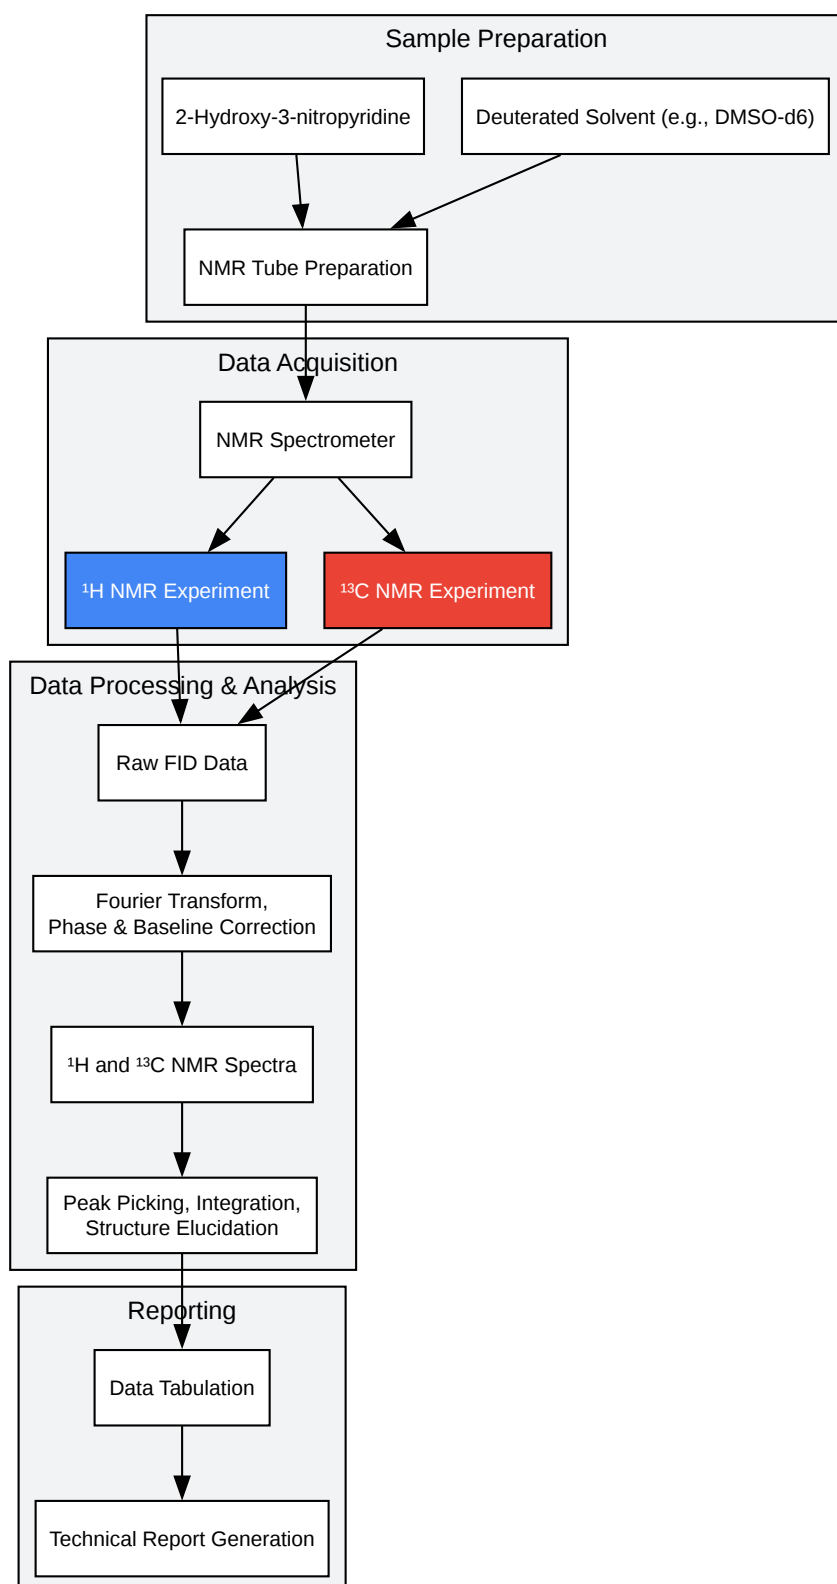 Sample Preparation
2-Hydroxy-3-nitropyridine
Deuterated Solvent (e.g., DMSO-d6)
NMR Tube Preparation
Data Acquisition
NMR Spectrometer
¹H NMR Experiment
¹³C NMR Experiment
Data Processing & Analysis
Raw FID Data
Fourier Transform,
Phase & Baseline Correction
¹H and ¹³C NMR Spectra
Peak Picking, Integration,
Structure Elucidation
Reporting
Data Tabulation
Technical Report Generation